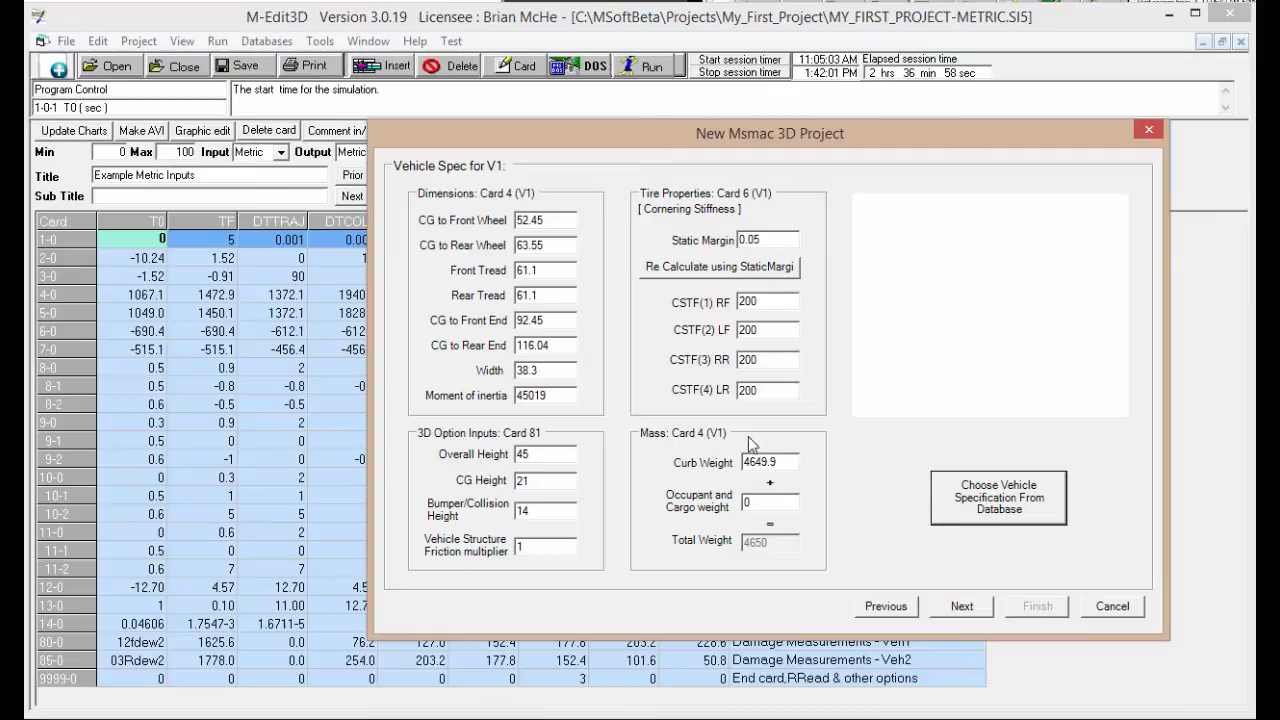 M-Edit3D Version 3.0.19 Licensee : Brian McHe - [C:\MSoftBeta\Projects\My_First_Project\MY_FIRST_PROJECT-METRIC.SI5]
File Edit Project View Run Databases Tools Window Help Test
Open Close Save Print Insert Delete Card DOS Run
Start session timer 11:05:03 AM Elapsed session time
Stop session timer 1:42:01 PM 2 hrs 36 min 58 sec
Program Control The start time for the simulation.
1-0-1 T0 ( sec )
Update Charts Make AVI Graphic edit Delete card Comment in/
Min 0 Max 100 Input Metric Output Metric
Title Example Metric Inputs Prior
Sub Title Next
Card T0 TF DTTRAJ DTCOL
1-0 0 5 0.001 0.00
2-0 -10.24 1.52 0 1
3-0 -1.52 -0.91 90
4-0 1067.1 1472.9 1372.1 1940
5-0 1049.0 1450.1 1372.1 1828
6-0 -690.4 -690.4 -612.1 -612
7-0 -515.1 -515.1 -456.4 -456
8-0 0.5 0.9 2 0
8-1 0.5 -0.8 -0.8 -0
8-2 0.6 -0.5 -0.5
9-0 0.3 0.9 2 0
9-1 0.5 0 0 0
9-2 0.6 -1 0 -0
10-0 0 0.3 2 0
10-1 0.5 1 1 0
10-2 0.6 5 5 0
11-0 0 0.6 2 0
11-1 0.5 0 0 0
11-2 0.6 7 7 0
12-0 -12.70 4.57 12.70 4.5
13-0 1 0.10 11.00 12.7
14-0 0.04606 1.7547-3 1.6711-5
80-0 12fdew2 1625.6 0.0 76.2 127.0 152.4 177.8 203.2 228.6 Damage Measurements - Veh1
85-0 03Rdew2 1778.0 0.0 254.0 203.2 177.8 152.4 101.6 50.8 Damage Measurements - Veh2
9999-0 0 0 0 0 0 3 0 0 End card,RRead & other options
New Msmac 3D Project
Vehicle Spec for V1:
Dimensions: Card 4 (V1)
CG to Front Wheel 52.45
CG to Rear Wheel 63.55
Front Tread 61.1
Rear Tread 61.1
CG to Front End 92.45
CG to Rear End 116.04
Width 38.3
Moment of inertia 45019
Tire Properties: Card 6 (V1)
[ Cornering Stiffness ]
Static Margin 0.05
Re Calculate using StaticMargi
CSTF(1) RF 200
CSTF(2) LF 200
CSTF(3) RR 200
CSTF(4) LR 200
3D Option Inputs: Card 81
Overall Height 45
CG Height 21
Bumper/Collision
Height 14
Vehicle Structure
Friction multiplier 1
Mass: Card 4 (V1)
Curb Weight 4649.9
+
Occupant and
Cargo weight 0
=
Total Weight 4650
Choose Vehicle
Specification From
Database
Previous Next Finish Cancel